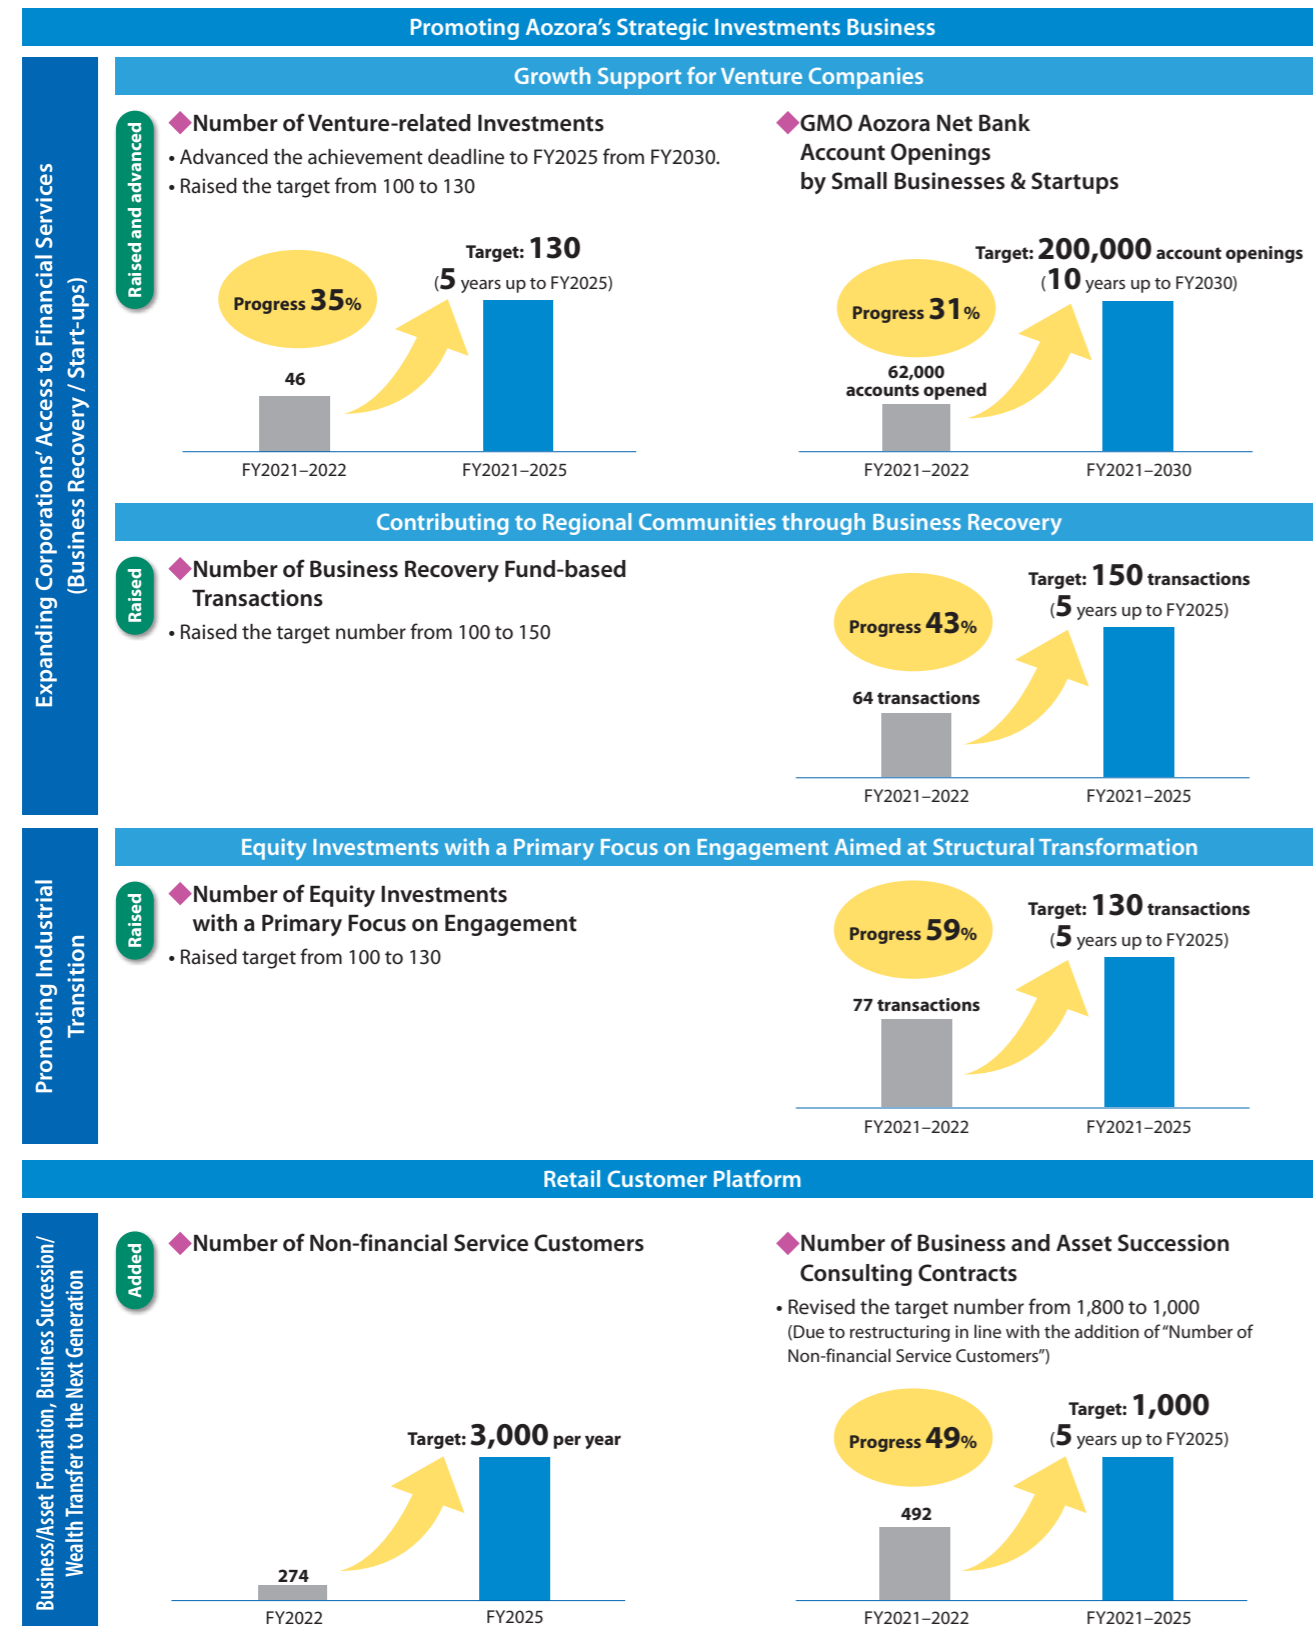 Promoting Aozora’s Strategic Investments Business
Expanding Corporations’ Access to Financial Services
(Business Recovery / Start-ups)
Growth Support for Venture Companies
Raised and advanced
◆Number of Venture-related Investments
• Advanced the achievement deadline to FY2025 from FY2030.
• Raised the target from 100 to 130
Progress 35%
Target: 130
(5 years up to FY2025)
46
FY2021–2022
FY2021–2025
◆GMO Aozora Net Bank
Account Openings
by Small Businesses & Startups
Progress 31%
Target: 200,000 account openings
(10 years up to FY2030)
62,000
accounts opened
FY2021–2022
FY2021–2030
Contributing to Regional Communities through Business Recovery
Raised
◆Number of Business Recovery Fund-based
Transactions
• Raised the target number from 100 to 150
Progress 43%
Target: 150 transactions
(5 years up to FY2025)
64 transactions
FY2021–2022
FY2021–2025
Promoting Industrial
Transition
Equity Investments with a Primary Focus on Engagement Aimed at Structural Transformation
Raised
◆Number of Equity Investments
with a Primary Focus on Engagement
• Raised target from 100 to 130
Progress 59%
Target: 130 transactions
(5 years up to FY2025)
77 transactions
FY2021–2022
FY2021–2025
Retail Customer Platform
Business/Asset Formation, Business Succession/
Wealth Transfer to the Next Generation
Added
◆Number of Non-financial Service Customers
Target: 3,000 per year
274
FY2022
FY2025
◆Number of Business and Asset Succession
Consulting Contracts
• Revised the target number from 1,800 to 1,000
(Due to restructuring in line with the addition of “Number of
Non-financial Service Customers”)
Progress 49%
Target: 1,000
(5 years up to FY2025)
492
FY2021–2022
FY2021–2025